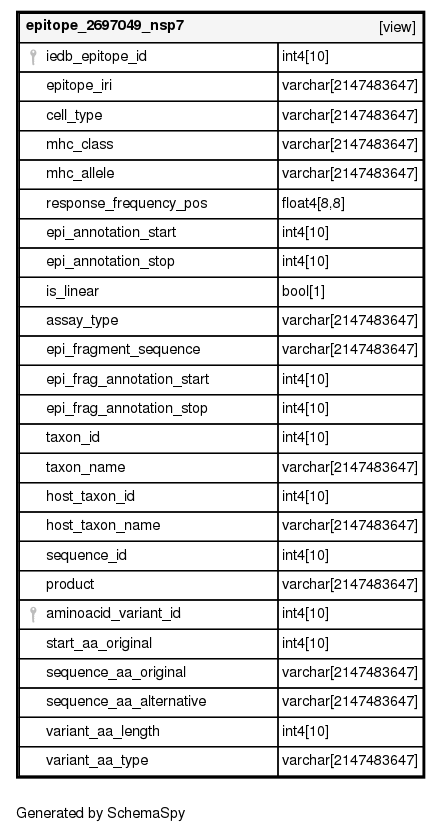 epitope_2697049_nsp7 [view]
iedb_epitope_id int4[10]
epitope_iri varchar[2147483647]
cell_type varchar[2147483647]
mhc_class varchar[2147483647]
mhc_allele varchar[2147483647]
response_frequency_pos float4[8,8]
epi_annotation_start int4[10]
epi_annotation_stop int4[10]
is_linear bool[1]
assay_type varchar[2147483647]
epi_fragment_sequence varchar[2147483647]
epi_frag_annotation_start int4[10]
epi_frag_annotation_stop int4[10]
taxon_id int4[10]
taxon_name varchar[2147483647]
host_taxon_id int4[10]
host_taxon_name varchar[2147483647]
sequence_id int4[10]
product varchar[2147483647]
aminoacid_variant_id int4[10]
start_aa_original int4[10]
sequence_aa_original varchar[2147483647]
sequence_aa_alternative varchar[2147483647]
variant_aa_length int4[10]
variant_aa_type varchar[2147483647]
Generated by SchemaSpy